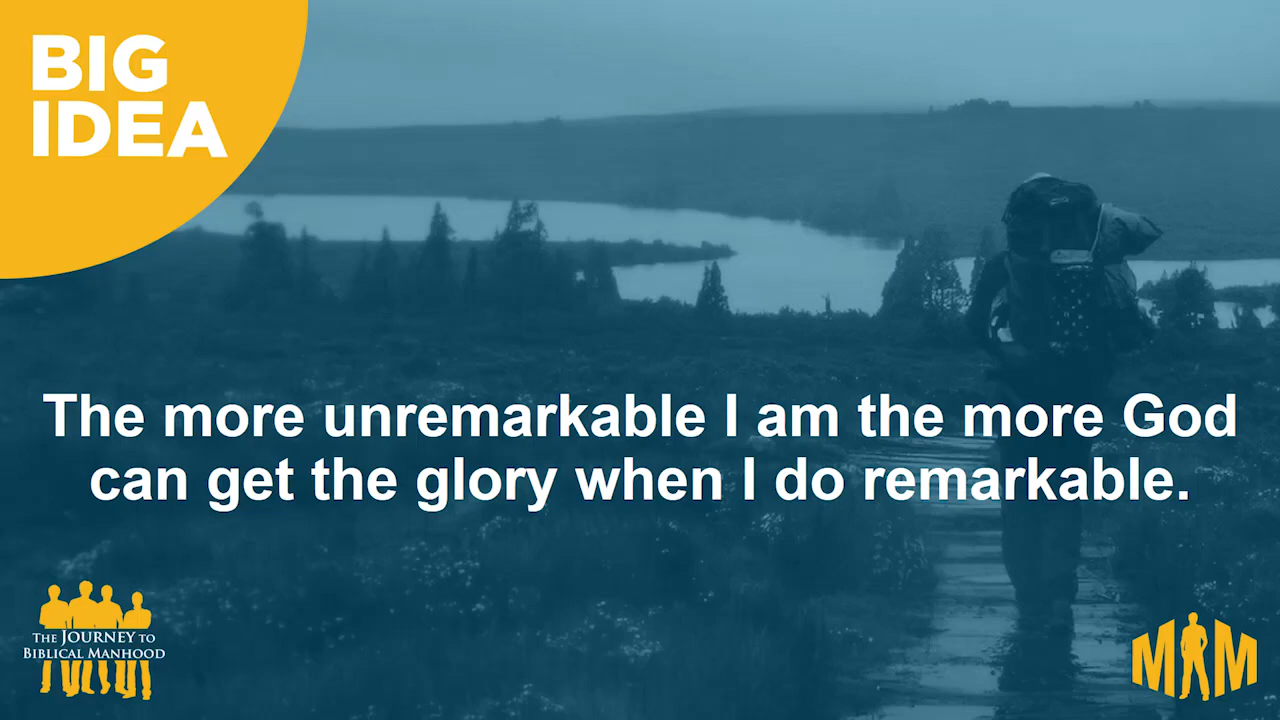 BIG
IDEA
The more unremarkable I am the more God
can get the glory when I do remarkable.
THE JOURNEY TO
BIBLICAL MANHOOD
MIM